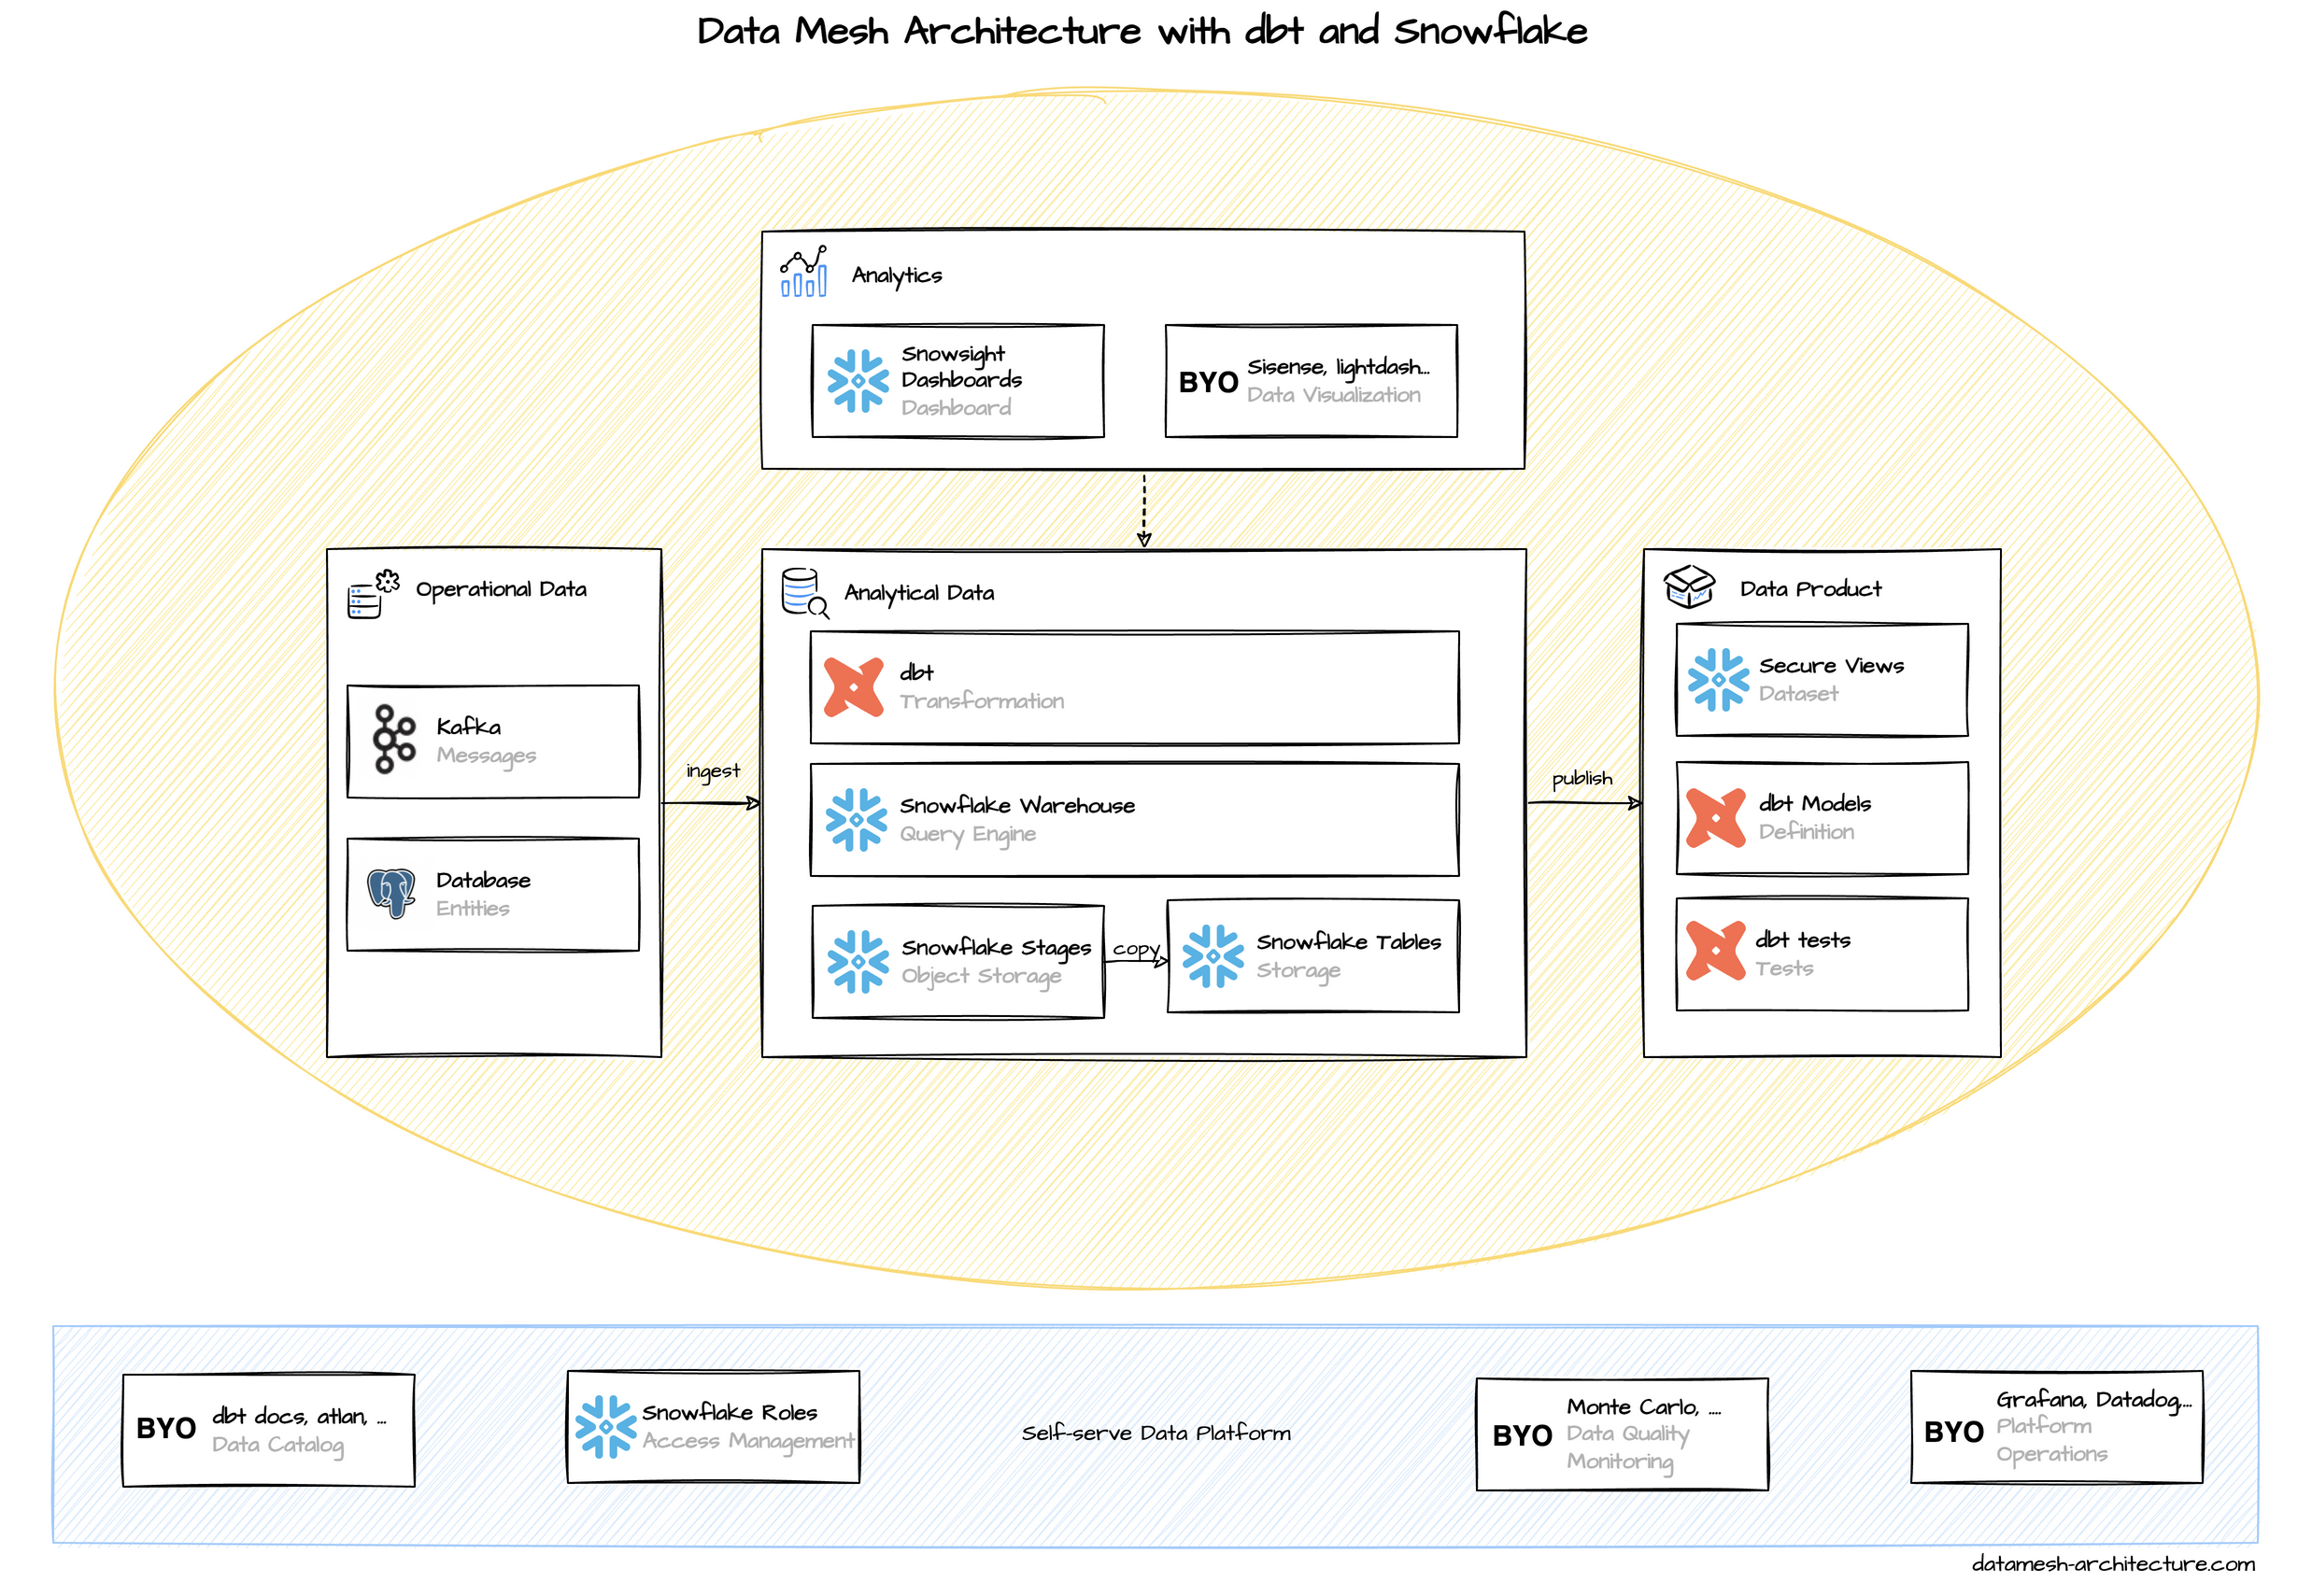 Data Mesh Architecture with dbt and Snowflake
Analytics
Snowsight
Dashboards
Dashboard
BYO
Sisense, lightdash...
Data Visualization
Operational Data
Kafka
Messages
Database
Entities
ingest
Analytical Data
dbt
Transformation
Snowflake Warehouse
Query Engine
Snowflake Stages
Object Storage
copy
Snowflake Tables
Storage
publish
Data Product
Secure Views
Dataset
dbt Models
Definition
dbt tests
Tests
BYO
dbt docs, atlan, ...
Data Catalog
Snowflake Roles
Access Management
Self-serve Data Platform
BYO
Monte Carlo, ....
Data Quality
Monitoring
BYO
Grafana, Datadog,...
Platform
Operations
datamesh-architecture.com